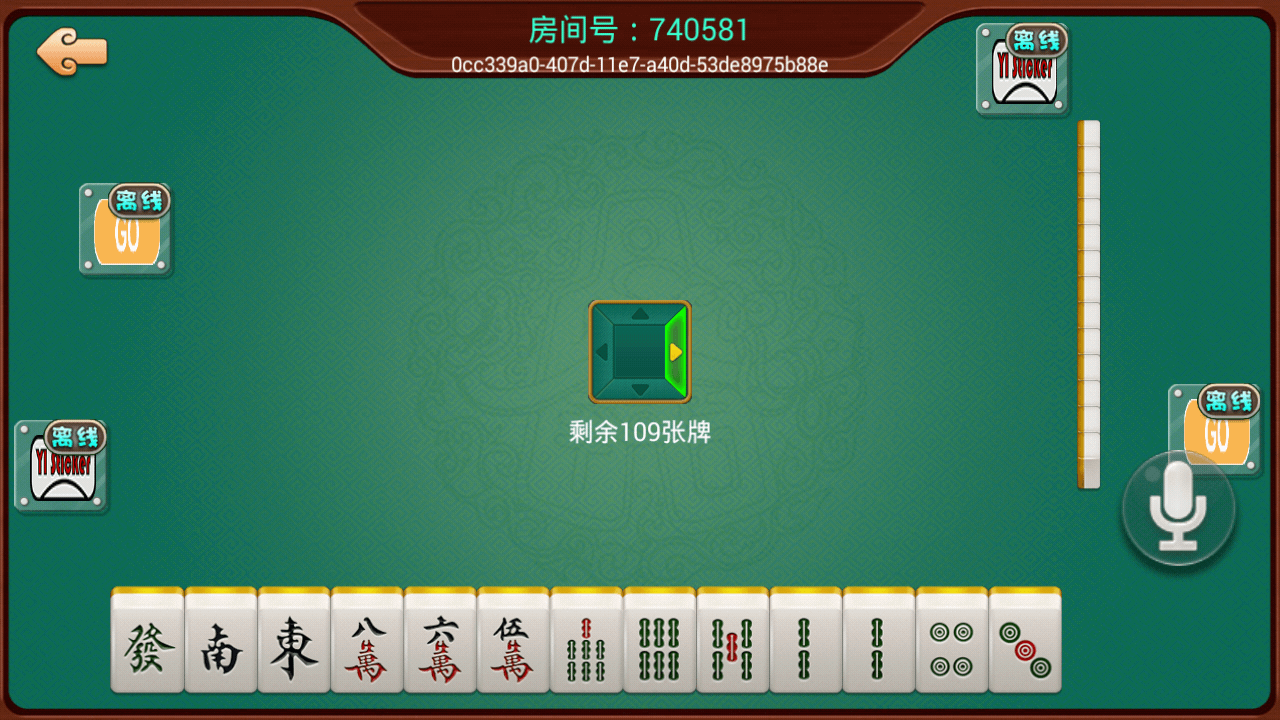 房间号：740581
0cc339a0-407d-11e7-a40d-53de8975b88e
离线
YI Sticker
离线
GO
离线
GO
离线
YI Sticker
剩余109张牌
發
南
東
八萬
六萬
伍萬